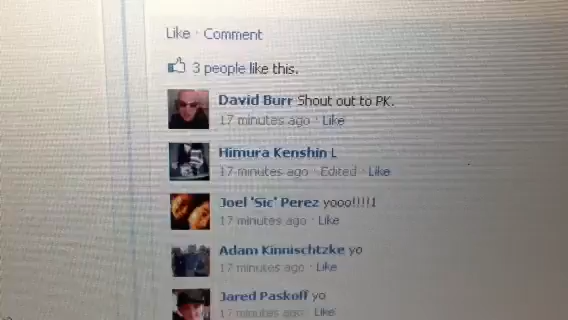 Like · Comment
3 people like this.
David Burr Shout out to PK.
17 minutes ago · Like
Himura Kenshin L
17 minutes ago · Edited · Like
Joel 'Sic' Perez yooo!!!!1
17 minutes ago · Like
Adam Kinnischtzke yo
17 minutes ago · Like
Jared Paskoff yo
17 minutes ago · Like